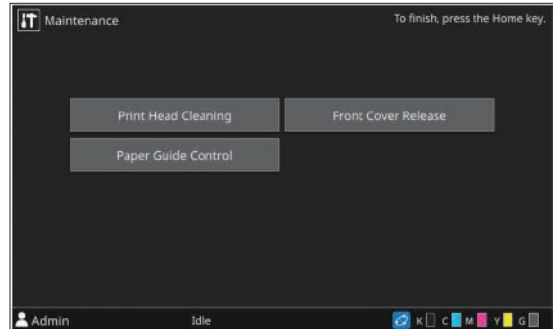 Maintenance
To finish, press the Home key.
Print Head Cleaning
Front Cover Release
Paper Guide Control
Admin
Idle
K C M Y G